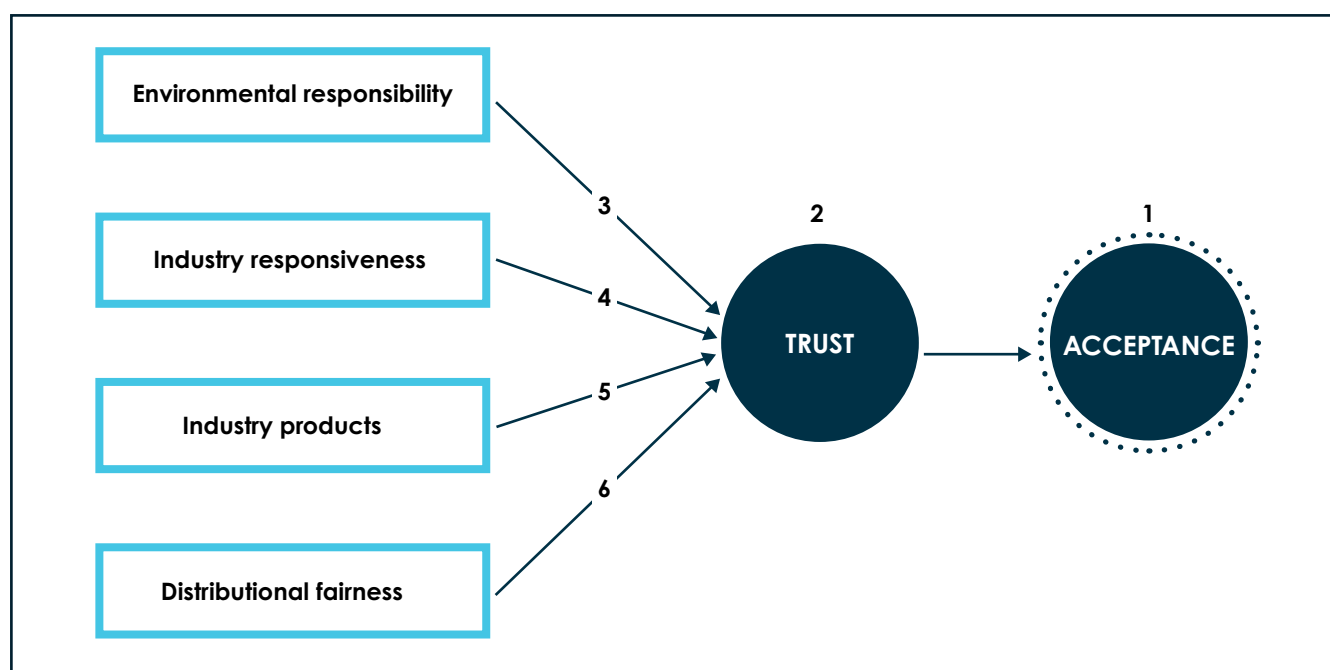 Environmental responsibility
3
2
1
Industry responsiveness
4
TRUST
ACCEPTANCE
5
Industry products
6
Distributional fairness